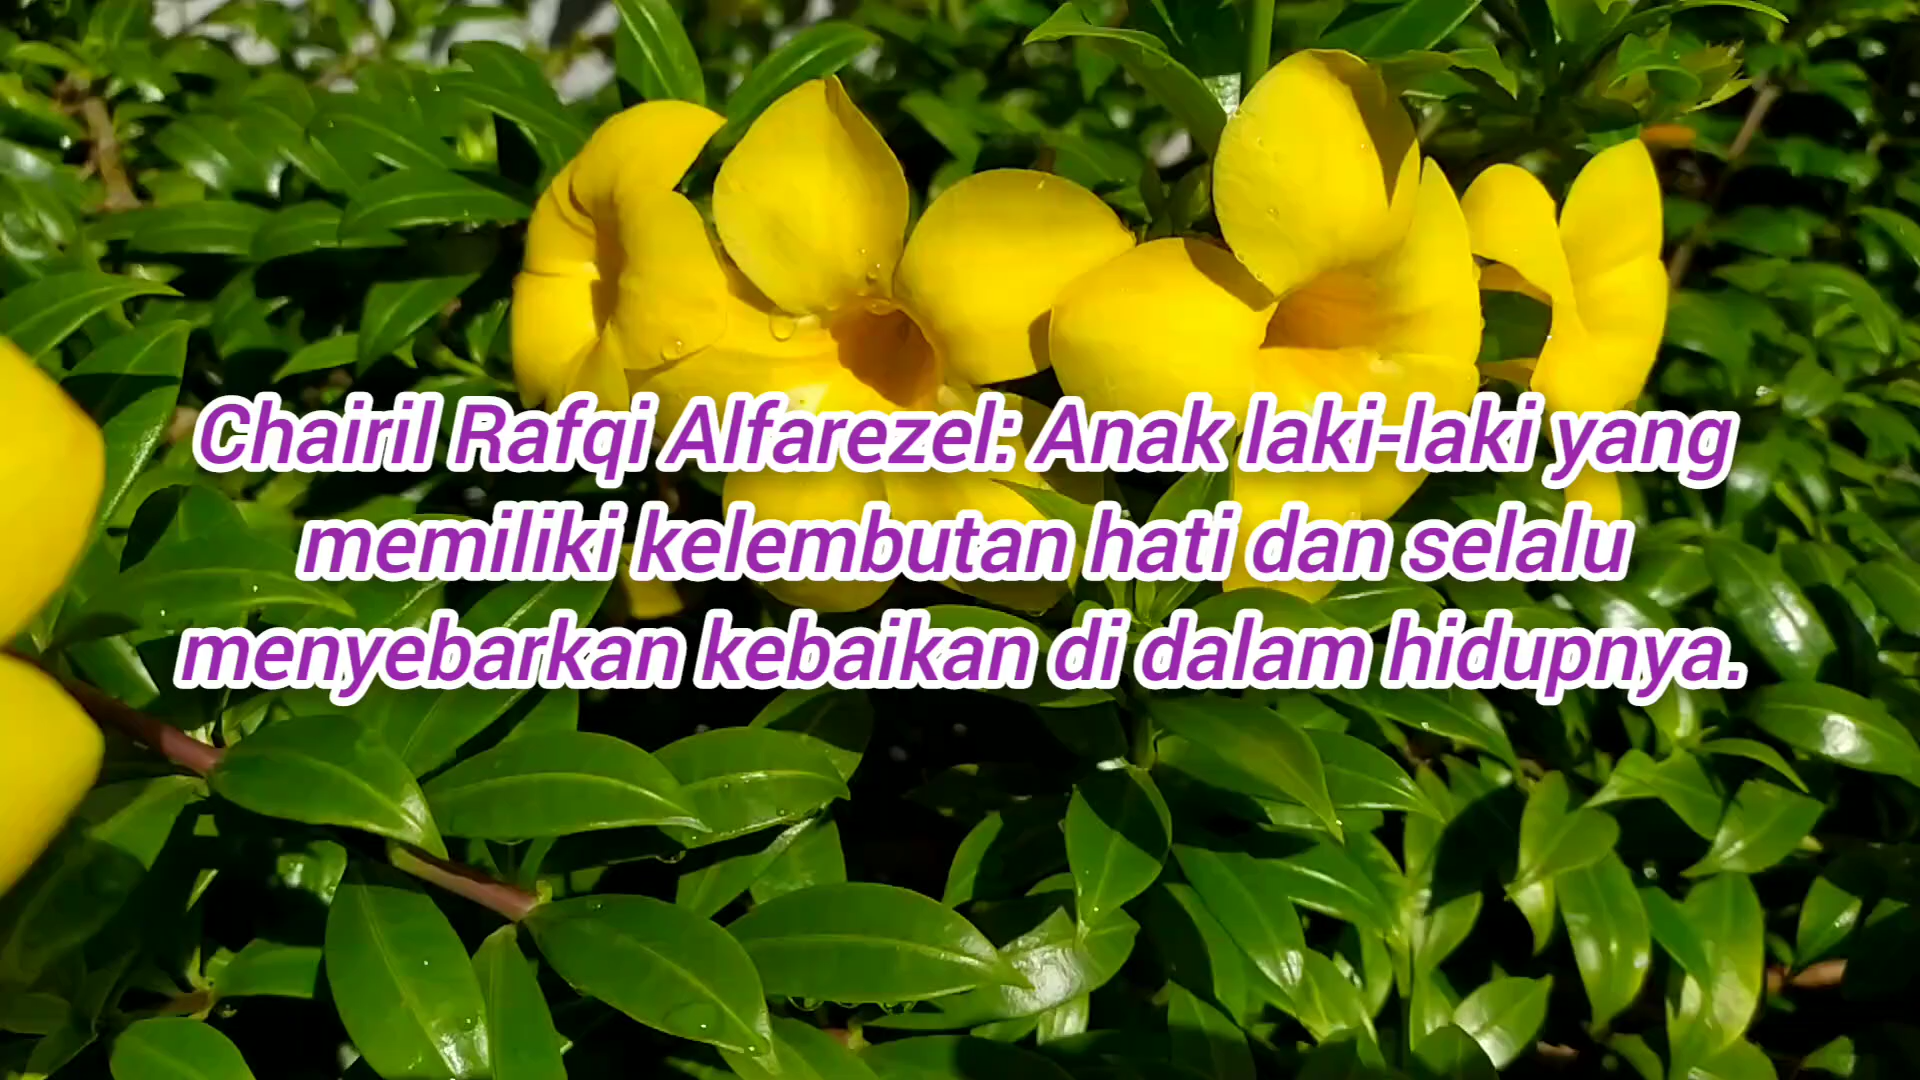 Chairil Rafqi Alfarezel: Anak laki-laki yang
memiliki kelembutan hati dan selalu
menyebarkan kebaikan di dalam hidupnya.